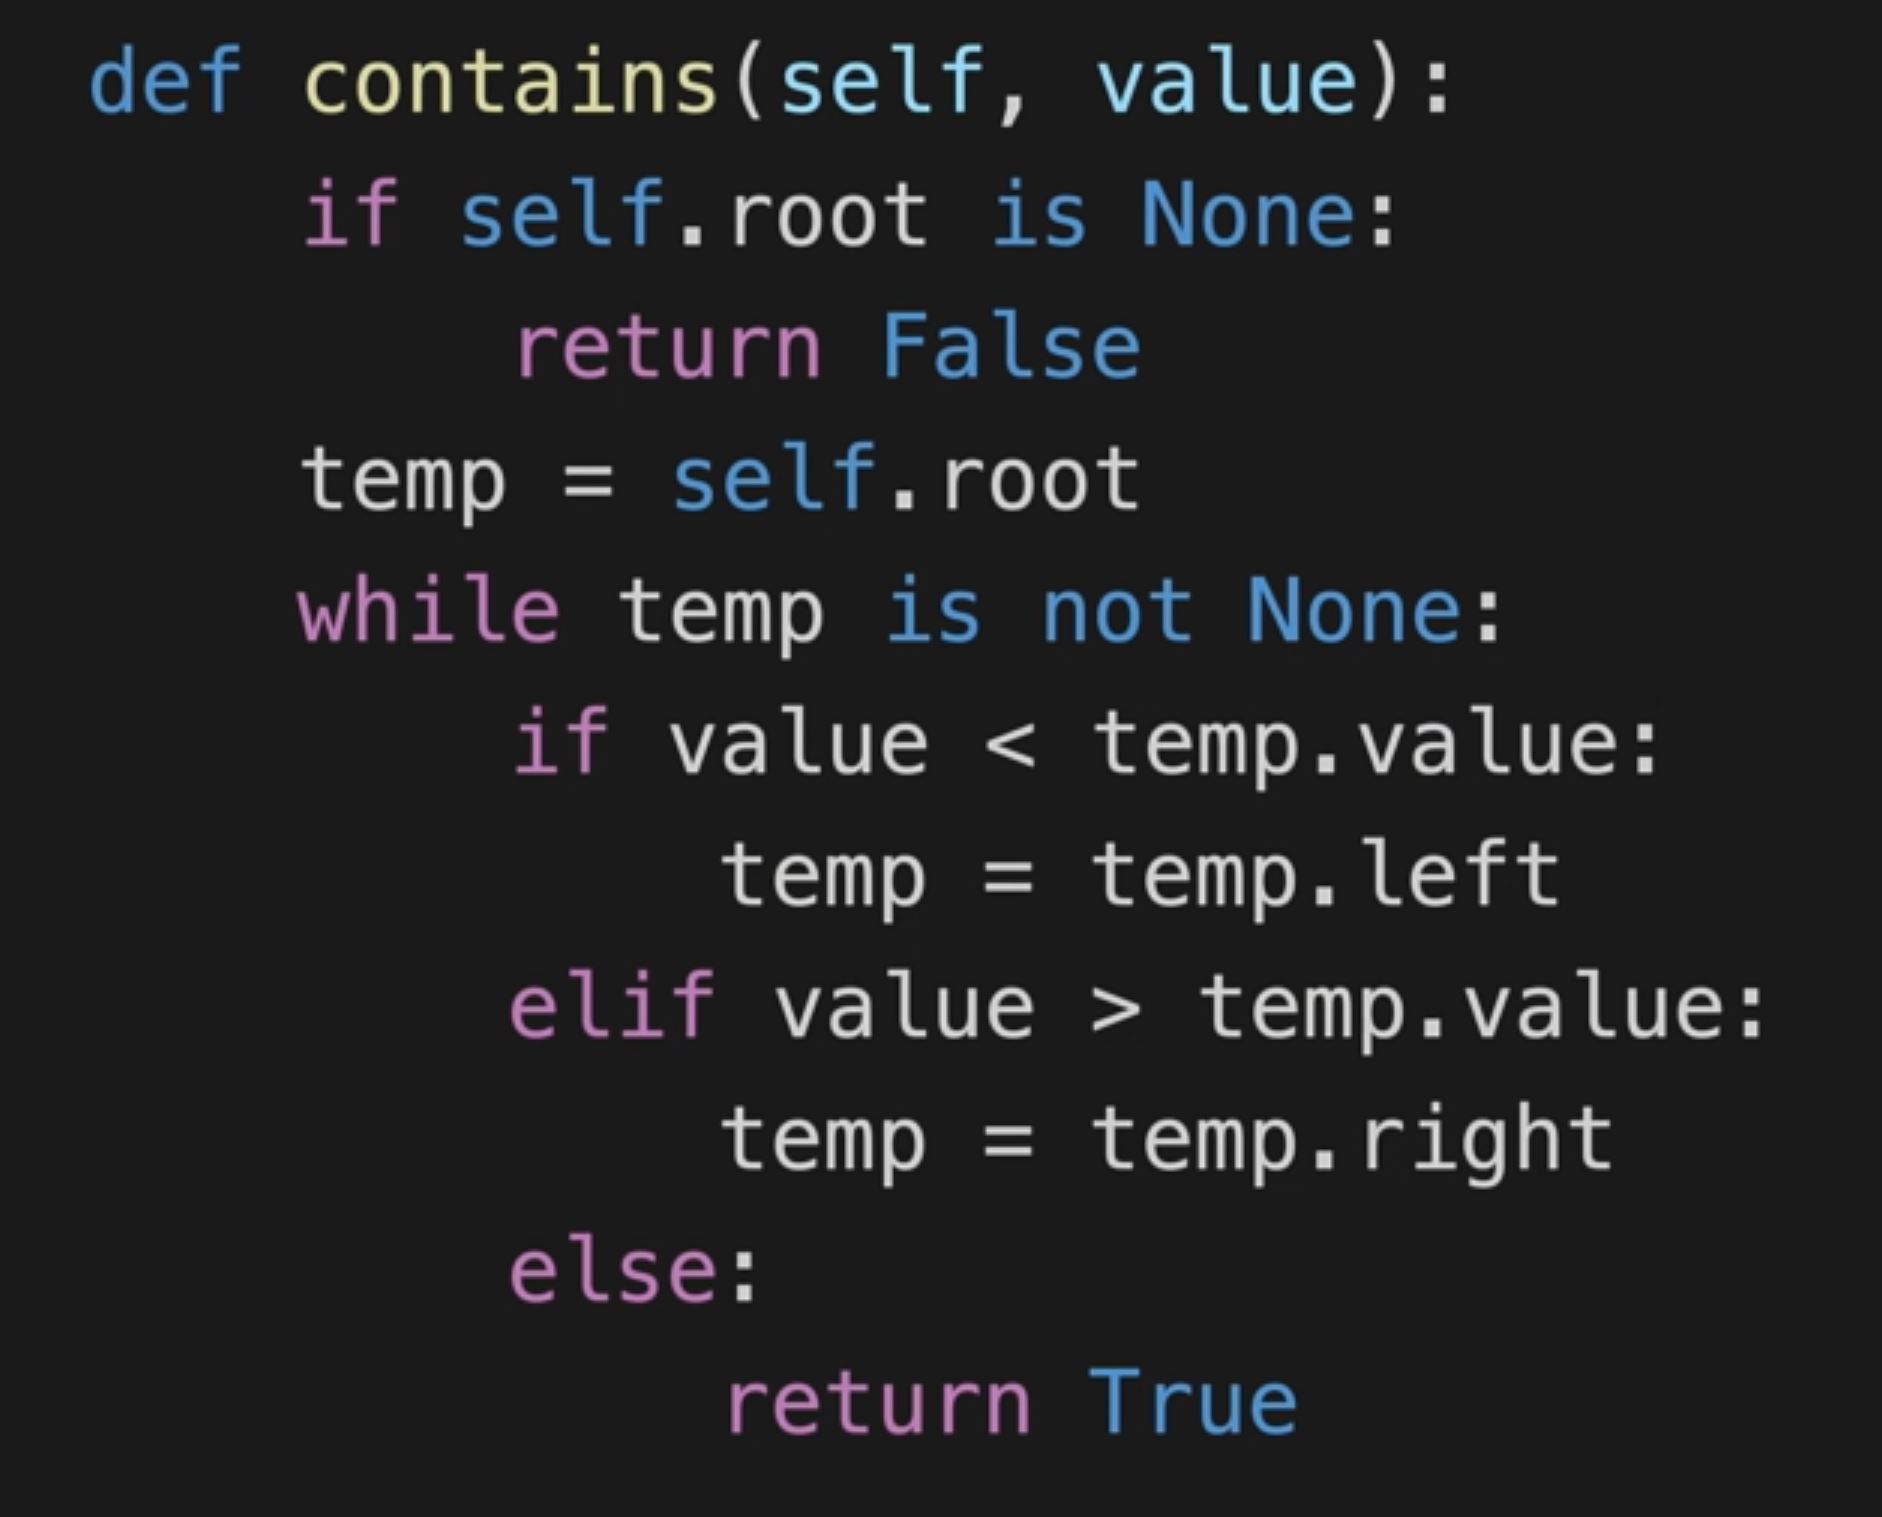 def contains(self, value):
    if self.root is None:
        return False
    temp = self.root
    while temp is not None:
        if value < temp.value:
            temp = temp.left
        elif value > temp.value:
            temp = temp.right
        else:
            return True